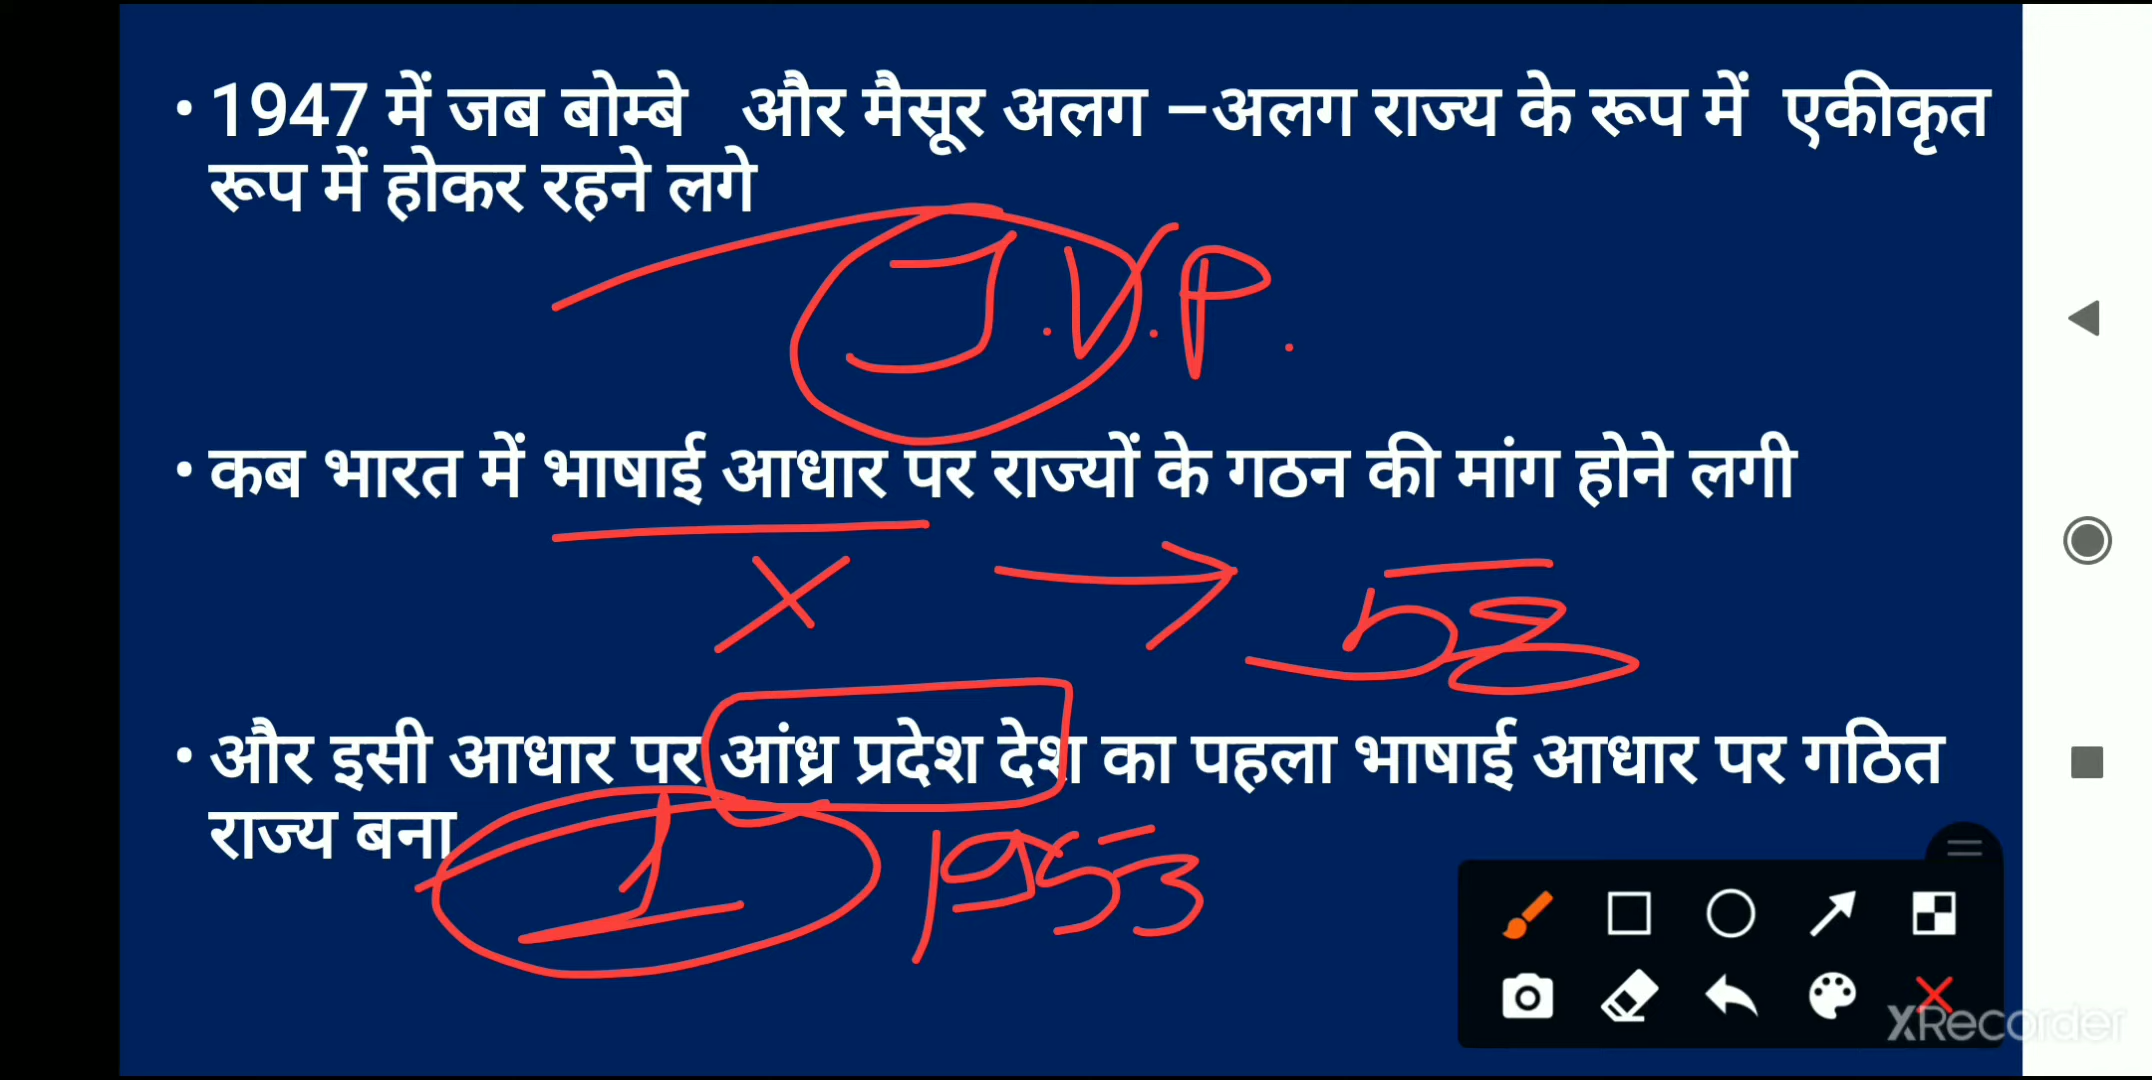 • 1947 में जब बोम्बे और मैसूर अलग –अलग राज्य के रूप में एकीकृत
रूप में होकर रहने लगे
J.V.P.
• कब भारत में भाषाई आधार पर राज्यों के गठन की मांग होने लगी
X → 58
• और इसी आधार पर आंध्र प्रदेश देश का पहला भाषाई आधार पर गठित
राज्य बना
1 1953
XRecorder